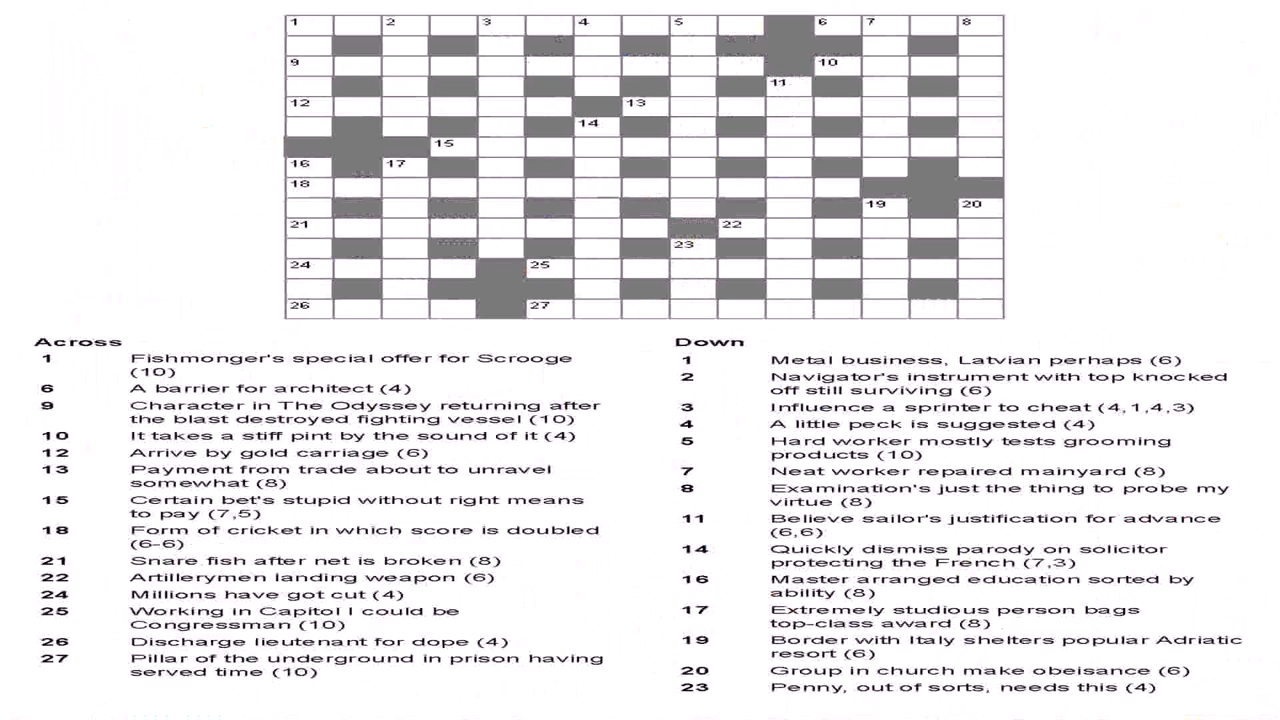 1 2 3 4 5 6 7 8
9 10
11
12 13
14
15
16 17
18
19 20
21 22
23
24 25
26 27
Across
1 Fishmonger's special offer for Scrooge
(10)
6 A barrier for architect (4)
9 Character in The Odyssey returning after
the blast destroyed fighting vessel (10)
10 It takes a stiff pint by the sound of it (4)
12 Arrive by gold carriage (6)
13 Payment from trade about to unravel
somewhat (8)
15 Certain bet's stupid without right means
to pay (7,5)
18 Form of cricket in which score is doubled
(6-6)
21 Snare fish after net is broken (8)
22 Artillerymen landing weapon (6)
24 Millions have got cut (4)
25 Working in Capitol I could be
Congressman (10)
26 Discharge lieutenant for dope (4)
27 Pillar of the underground in prison having
served time (10)
Down
1 Metal business, Latvian perhaps (6)
2 Navigator's instrument with top knocked
off still surviving (6)
3 Influence a sprinter to cheat (4,1,4,3)
4 A little peck is suggested (4)
5 Hard worker mostly tests grooming
products (10)
7 Neat worker repaired mainyard (8)
8 Examination's just the thing to probe my
virtue (8)
11 Believe sailor's justification for advance
(6,6)
14 Quickly dismiss parody on solicitor
protecting the French (7,3)
16 Master arranged education sorted by
ability (8)
17 Extremely studious person bags
top-class award (8)
19 Border with Italy shelters popular Adriatic
resort (6)
20 Group in church make obeisance (6)
23 Penny, out of sorts, needs this (4)